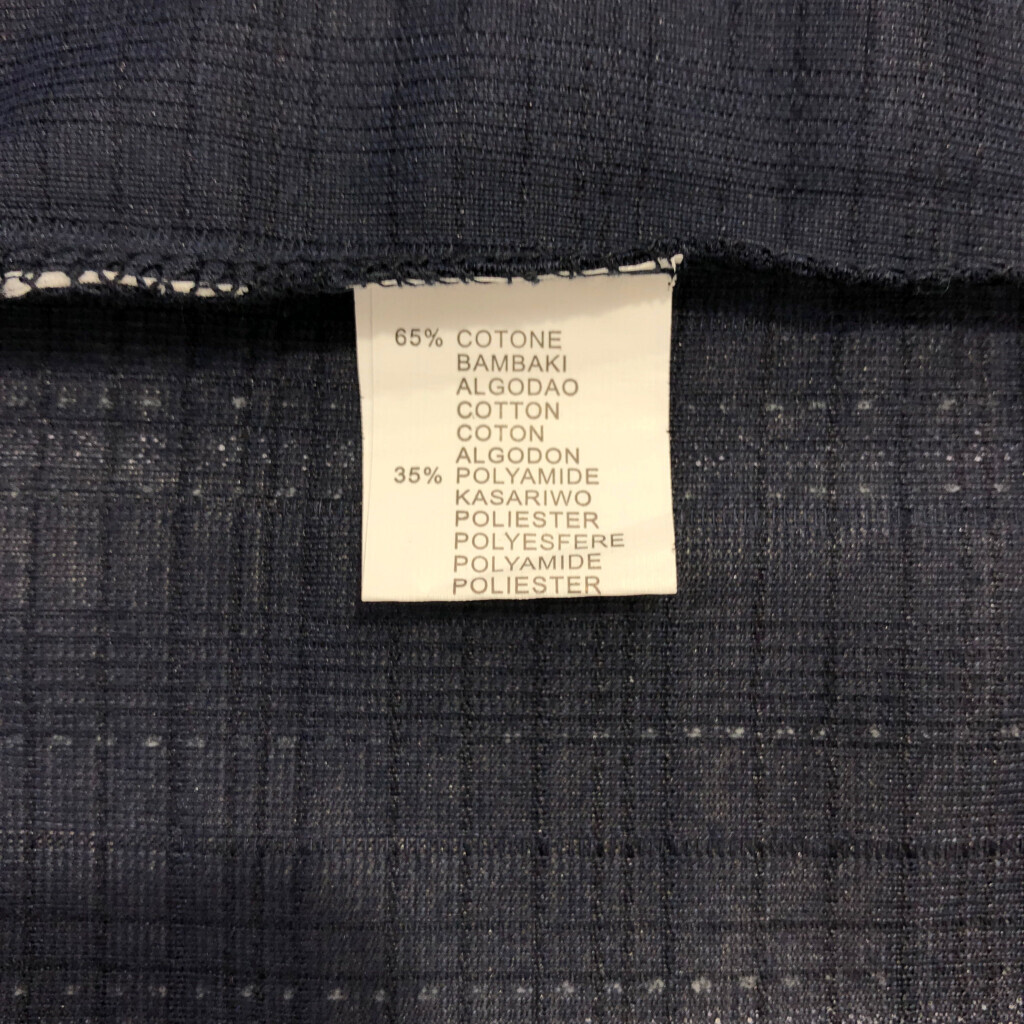 65% COTONE
BAMBAKI
ALGODAO
COTTON
COTON
ALGODON
35% POLYAMIDE
KASARIWO
POLIESTER
POLYESFERE
POLYAMIDE
POLIESTER